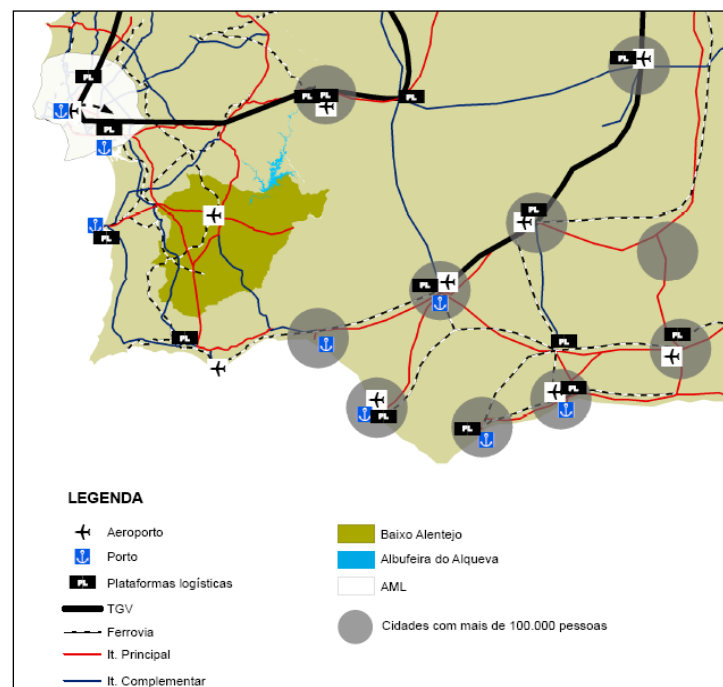 PL
PL
PL PL PL
PL
PL
PL
PL
PL
PL
PL
PL
PL
PL
LEGENDA
Aeroporto
Porto
PL Plataformas logísticas
TGV
Ferrovia
It. Principal
It. Complementar
Baixo Alentejo
Albufeira do Alqueva
AML
Cidades com mais de 100.000 pessoas